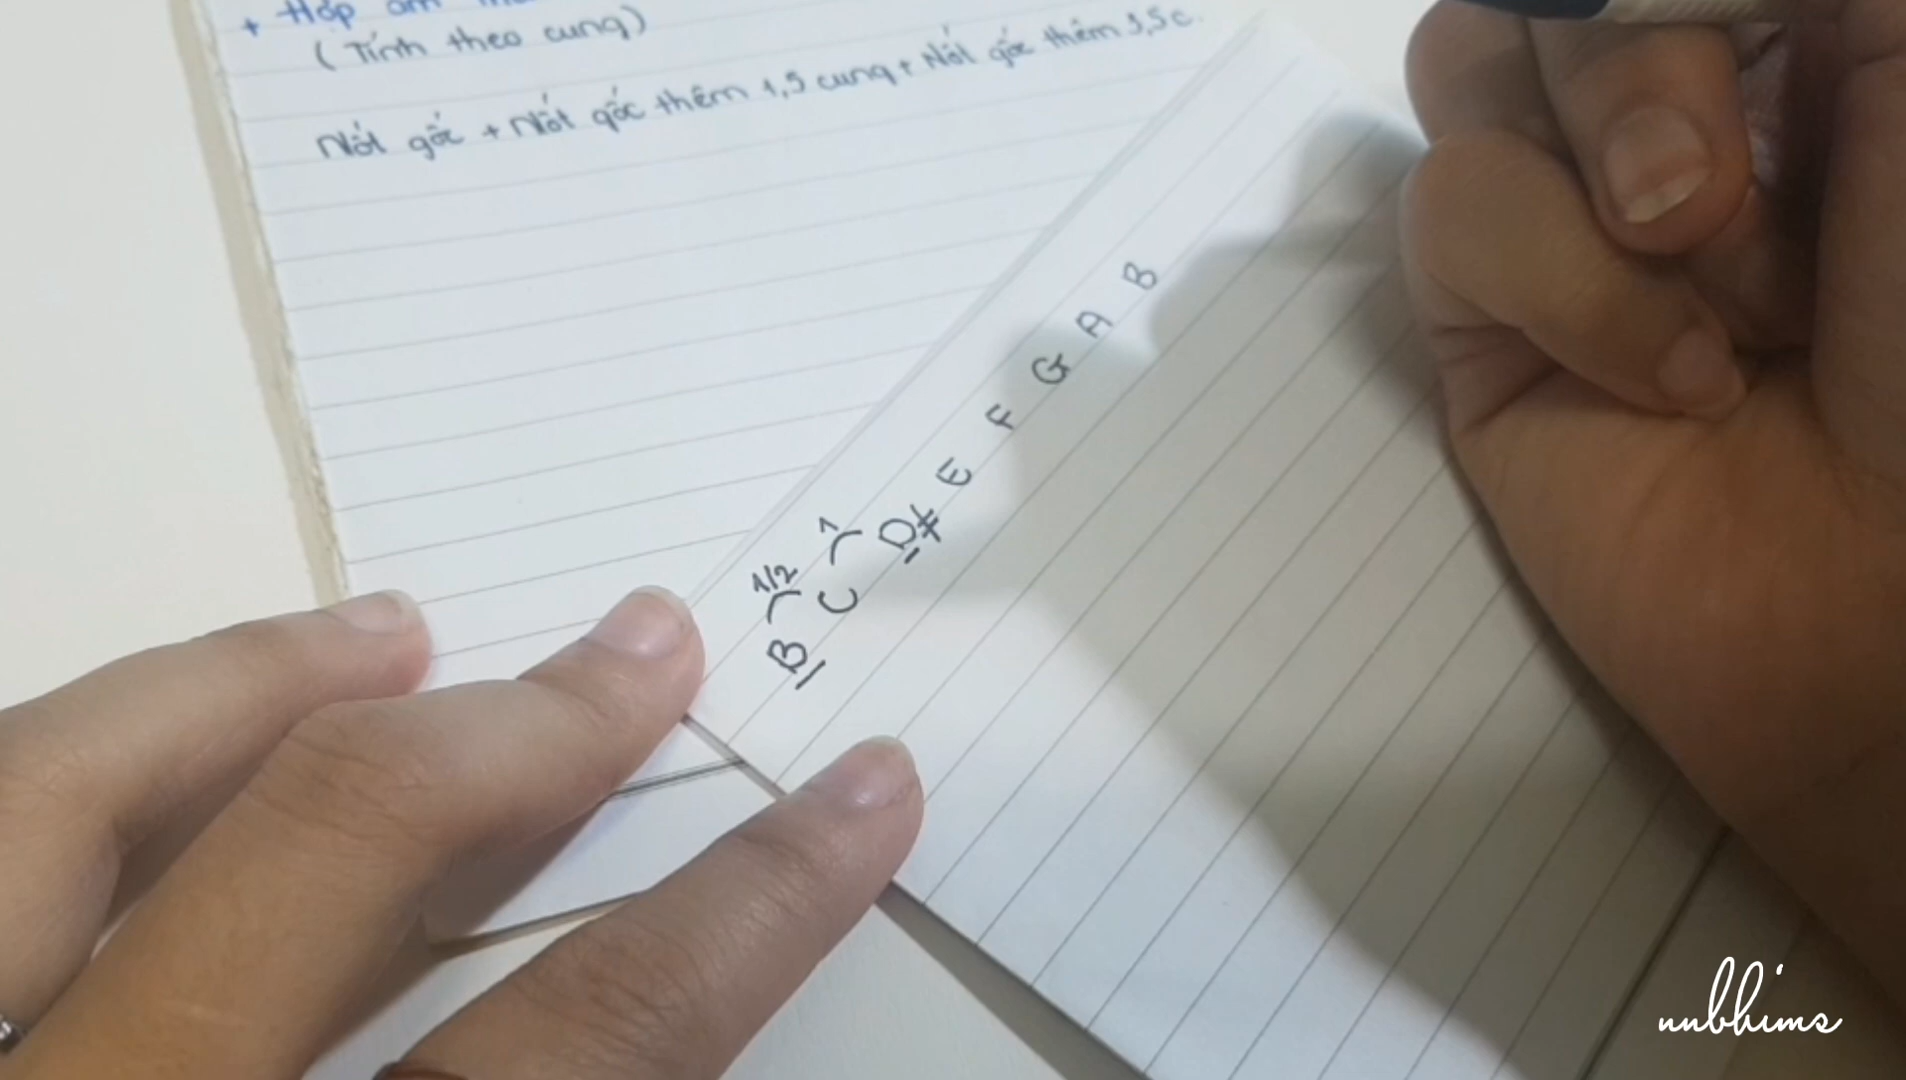 + Hợp âm
(Tính theo cung)
Nốt gốc + Nốt gốc thêm 1,5 cung + Nốt gốc thêm 3,5c.
1/2 1
B C D# E F G A B
nnbhims